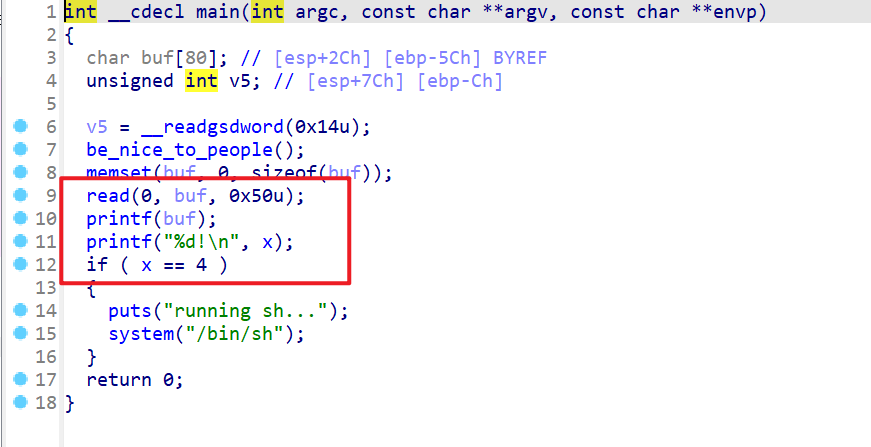 1 int __cdecl main(int argc, const char **argv, const char **envp)
2 {
3 char buf[80]; // [esp+2Ch] [ebp-5Ch] BYREF
4 unsigned int v5; // [esp+7Ch] [ebp-Ch]
5
6 v5 = __readgsdword(0x14u);
7 be_nice_to_people();
8 memset(buf, 0, sizeof(buf));
9 read(0, buf, 0x50u);
10 printf(buf);
11 printf("%d!\n", x);
12 if ( x == 4 )
13 {
14 puts("running sh...");
15 system("/bin/sh");
16 }
17 return 0;
18 }